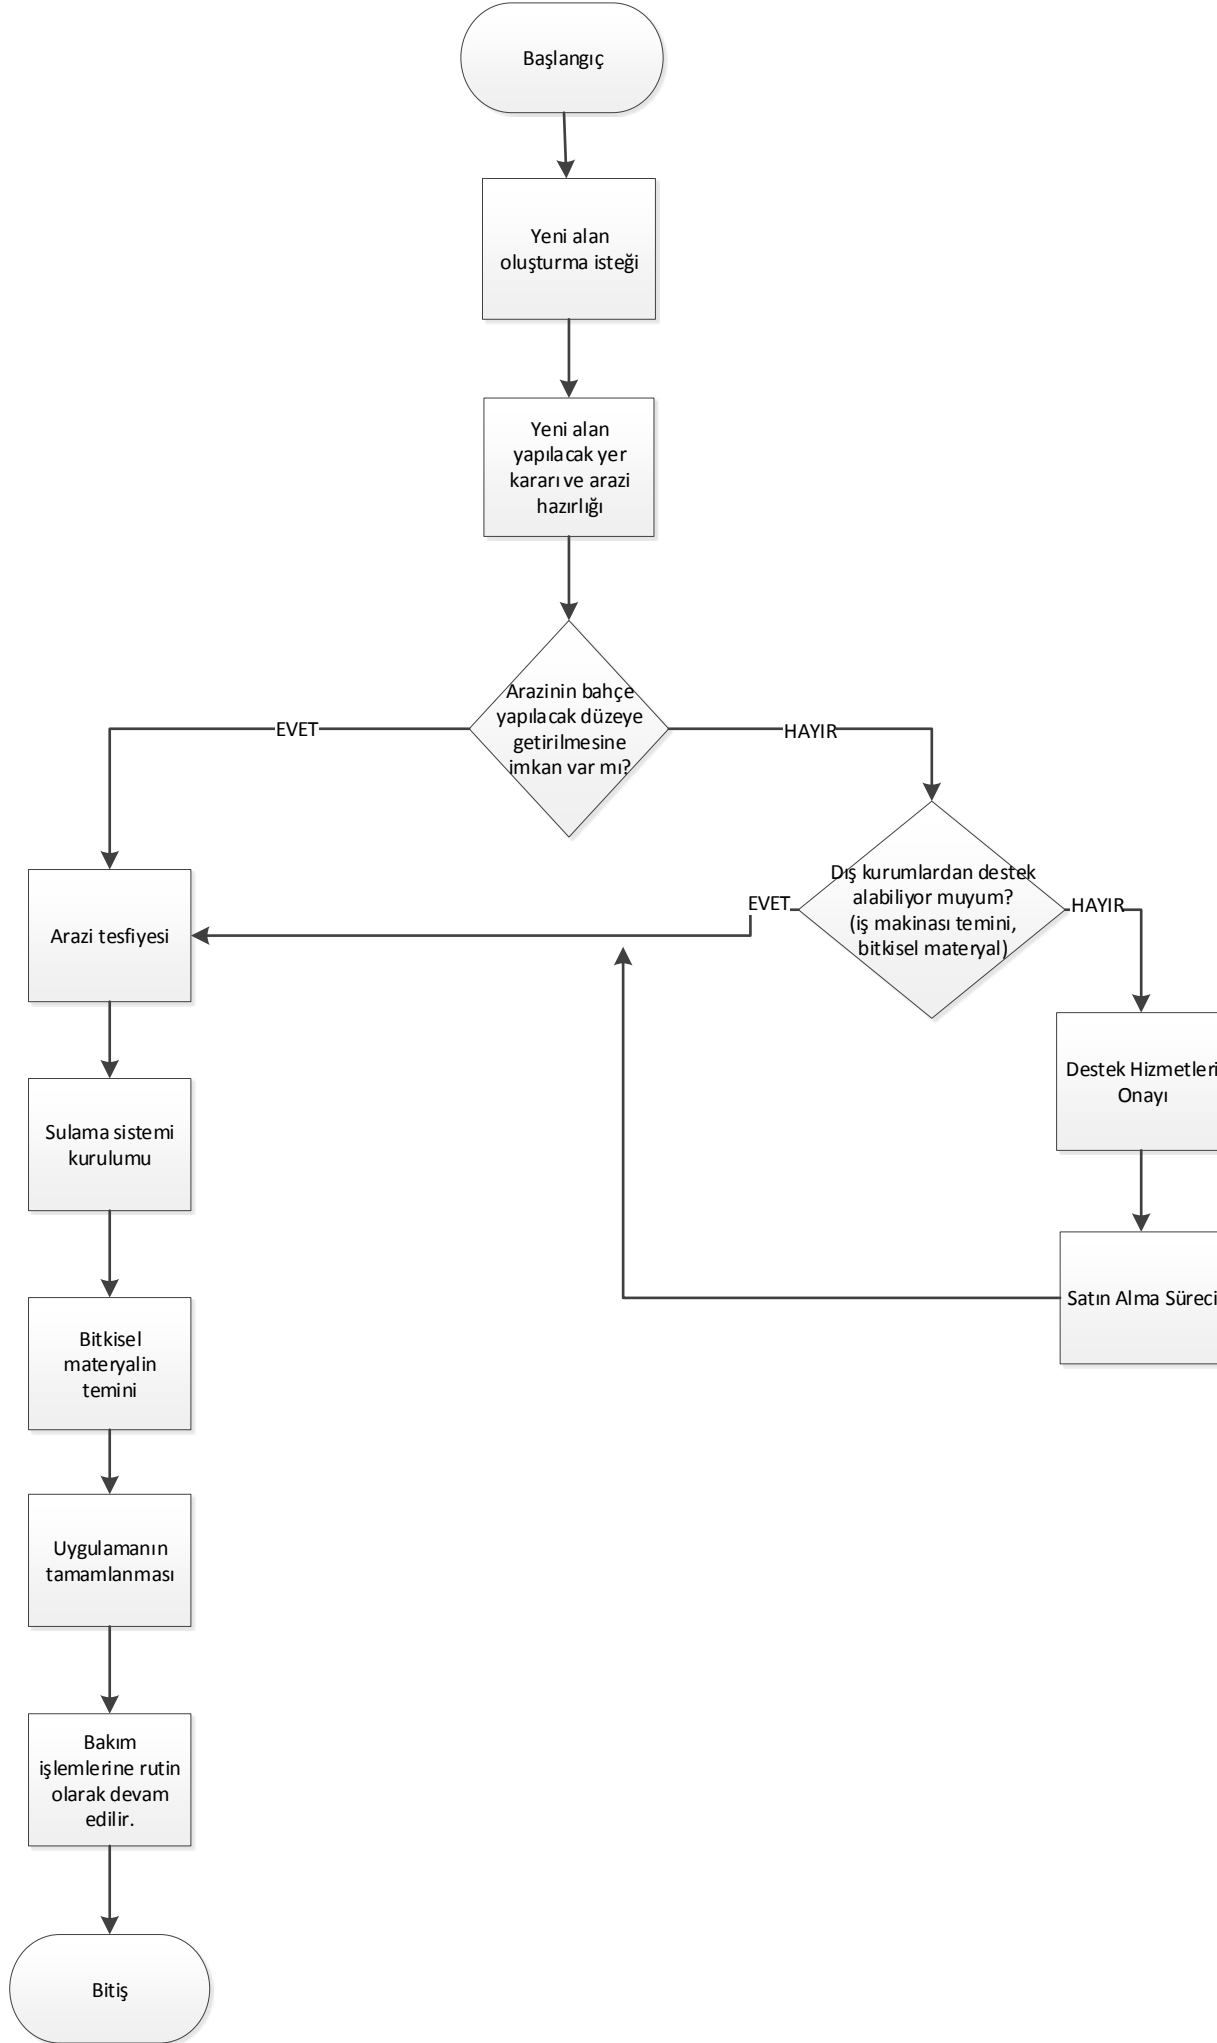 Başlangıç
Yeni alan
oluşturma isteği
Yeni alan
yapılacak yer
kararı ve arazi
hazırlığı
Arazinin bahçe
yapılacak düzeye
getirilmesine
imkan var mı?
EVET
HAYIR
Dış kurumlardan destek
alabiliyor muyum?
(iş makinası temini,
bitkisel materyal)
EVET
HAYIR
Arazi tesfiyesi
Destek Hizmetleri
Onayı
Sulama sistemi
kurulumu
Satın Alma Süreci
Bitkisel
materyalin
temini
Uygulamanın
tamamlanması
Bakım
işlemlerine rutin
olarak devam
edilir.
Bitiş